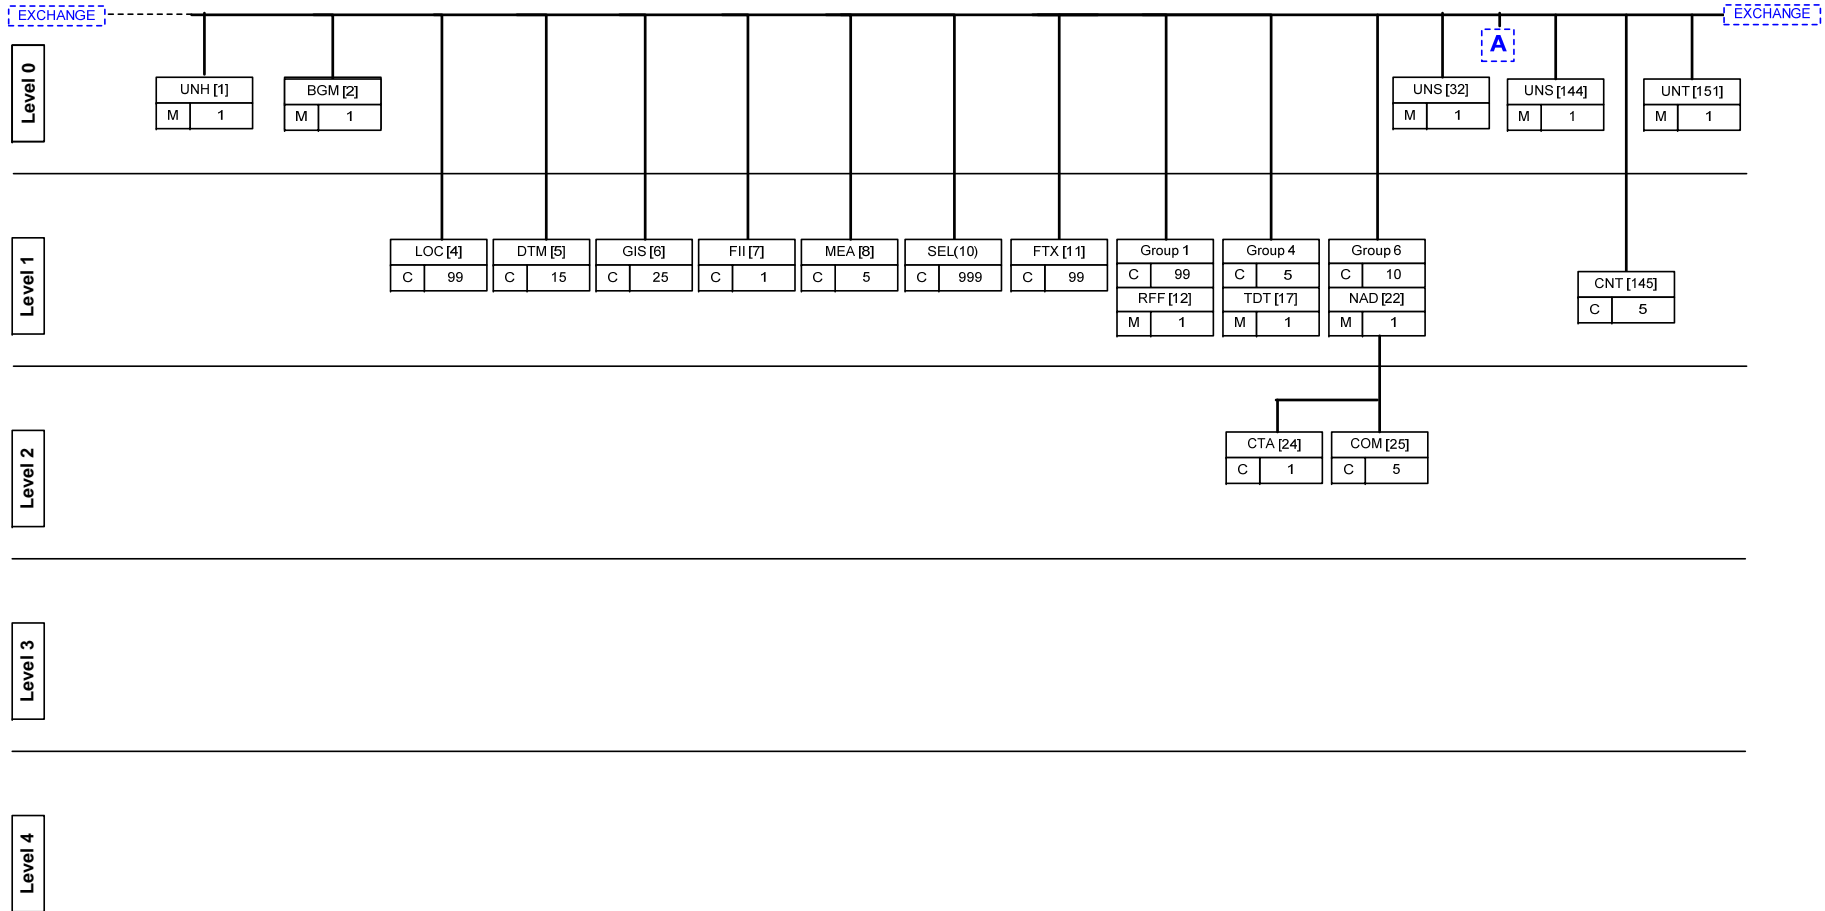 EXCHANGE
EXCHANGE
A
Level 0
UNH [1]
M 1
BGM [2]
M 1
UNS [32]
M 1
UNS [144]
M 1
UNT [151]
M 1
Level 1
LOC [4]
C 99
DTM [5]
C 15
GIS [6]
C 25
FII [7]
C 1
MEA [8]
C 5
SEL(10)
C 999
FTX [11]
C 99
Group 1
C 99
RFF [12]
M 1
Group 4
C 5
TDT [17]
M 1
Group 6
C 10
NAD [22]
M 1
CNT [145]
C 5
Level 2
CTA [24]
C 1
COM [25]
C 5
Level 3
Level 4